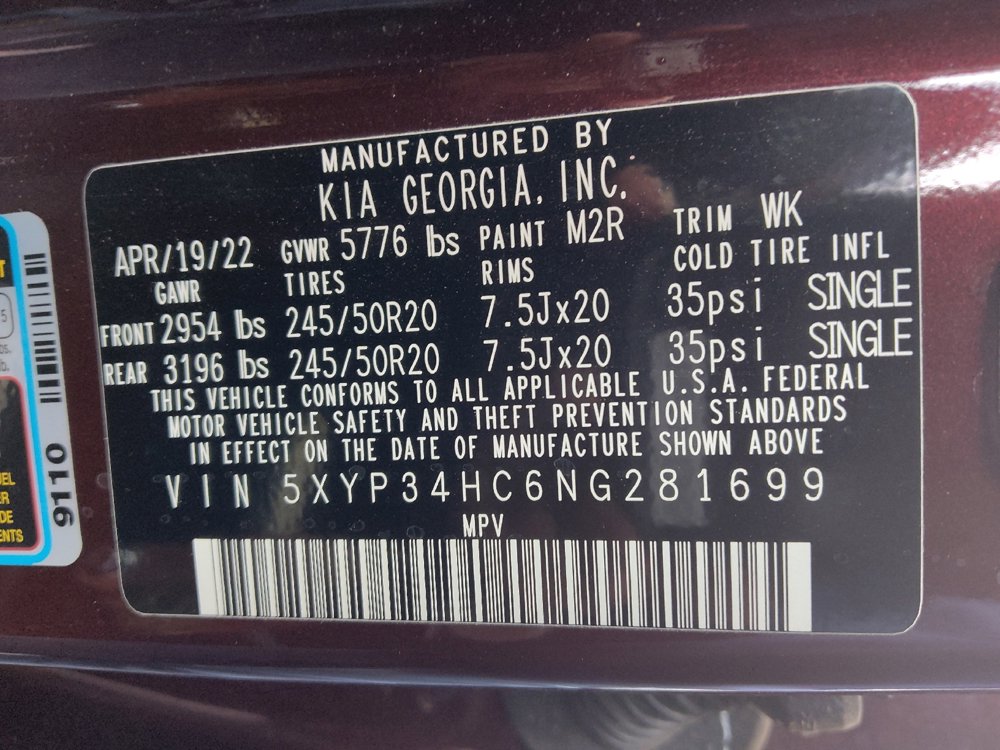 MANUFACTURED BY
KIA GEORGIA, INC.
APR/19/22 GVWR 5776 lbs PAINT M2R TRIM WK
GAWR TIRES RIMS COLD TIRE INFL
FRONT 2954 lbs 245/50R20 7.5Jx20 35psi SINGLE
REAR 3196 lbs 245/50R20 7.5Jx20 35psi SINGLE
THIS VEHICLE CONFORMS TO ALL APPLICABLE U.S.A. FEDERAL
MOTOR VEHICLE SAFETY AND THEFT PREVENTION STANDARDS
IN EFFECT ON THE DATE OF MANUFACTURE SHOWN ABOVE
VIN 5XYP34HC6NG281699
MPV
9110